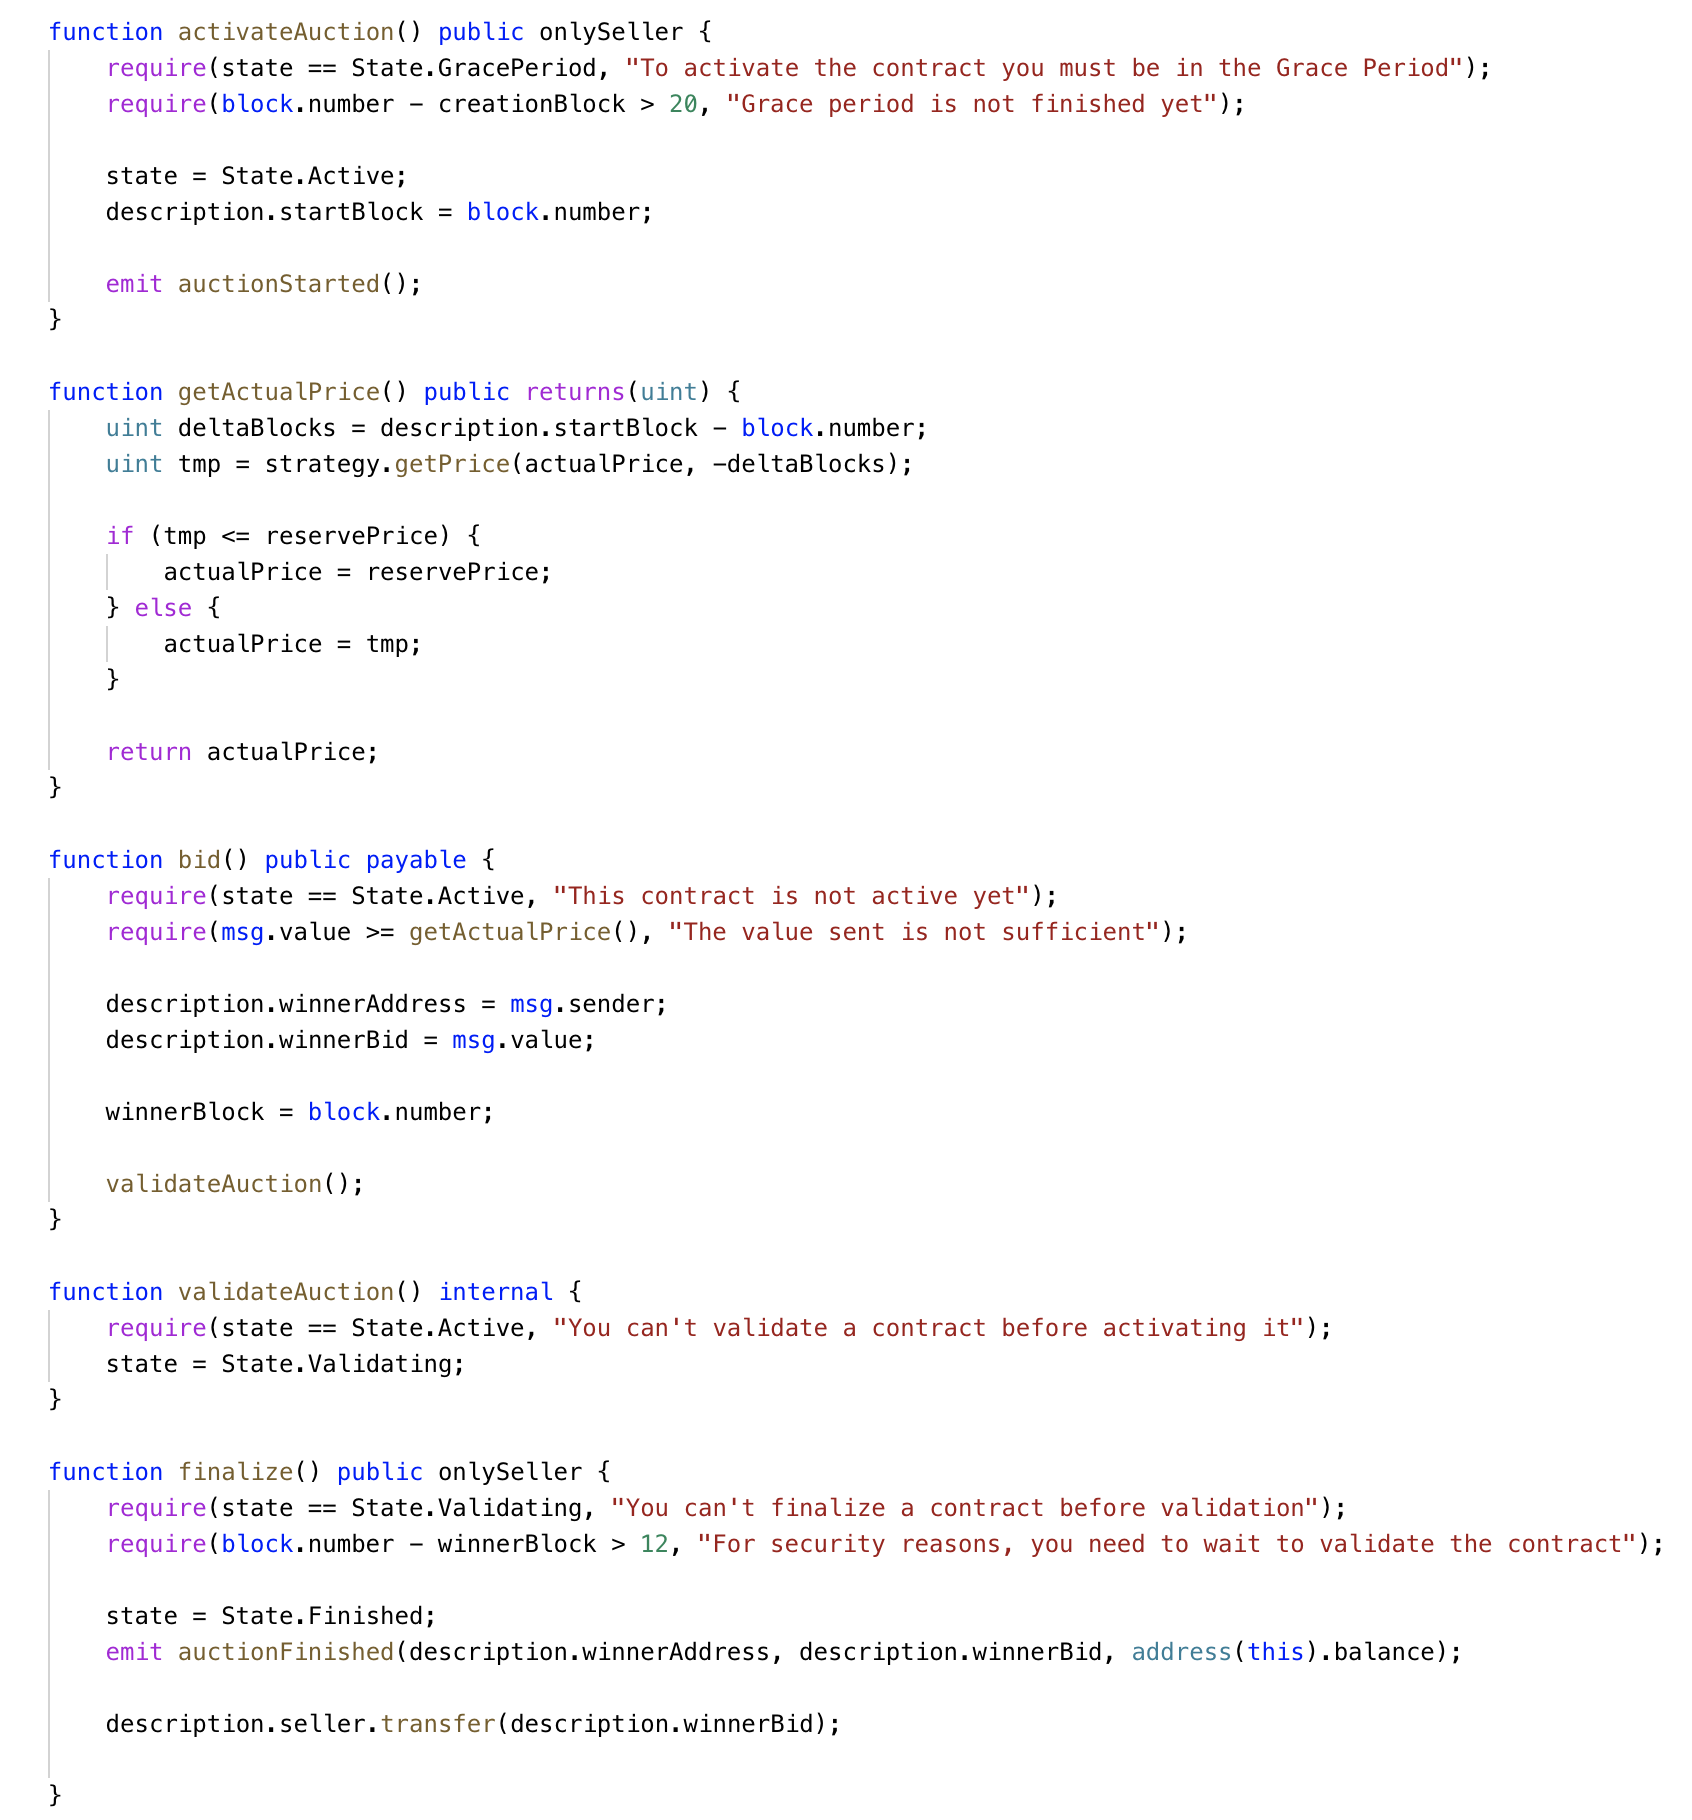 function activateAuction() public onlySeller {
    require(state == State.GracePeriod, "To activate the contract you must be in the Grace Period");
    require(block.number - creationBlock > 20, "Grace period is not finished yet");

    state = State.Active;
    description.startBlock = block.number;

    emit auctionStarted();
}

function getActualPrice() public returns(uint) {
    uint deltaBlocks = description.startBlock - block.number;
    uint tmp = strategy.getPrice(actualPrice, -deltaBlocks);

    if (tmp <= reservePrice) {
        actualPrice = reservePrice;
    } else {
        actualPrice = tmp;
    }

    return actualPrice;
}

function bid() public payable {
    require(state == State.Active, "This contract is not active yet");
    require(msg.value >= getActualPrice(), "The value sent is not sufficient");

    description.winnerAddress = msg.sender;
    description.winnerBid = msg.value;

    winnerBlock = block.number;

    validateAuction();
}

function validateAuction() internal {
    require(state == State.Active, "You can't validate a contract before activating it");
    state = State.Validating;
}

function finalize() public onlySeller {
    require(state == State.Validating, "You can't finalize a contract before validation");
    require(block.number - winnerBlock > 12, "For security reasons, you need to wait to validate the contract");

    state = State.Finished;
    emit auctionFinished(description.winnerAddress, description.winnerBid, address(this).balance);

    description.seller.transfer(description.winnerBid);

}